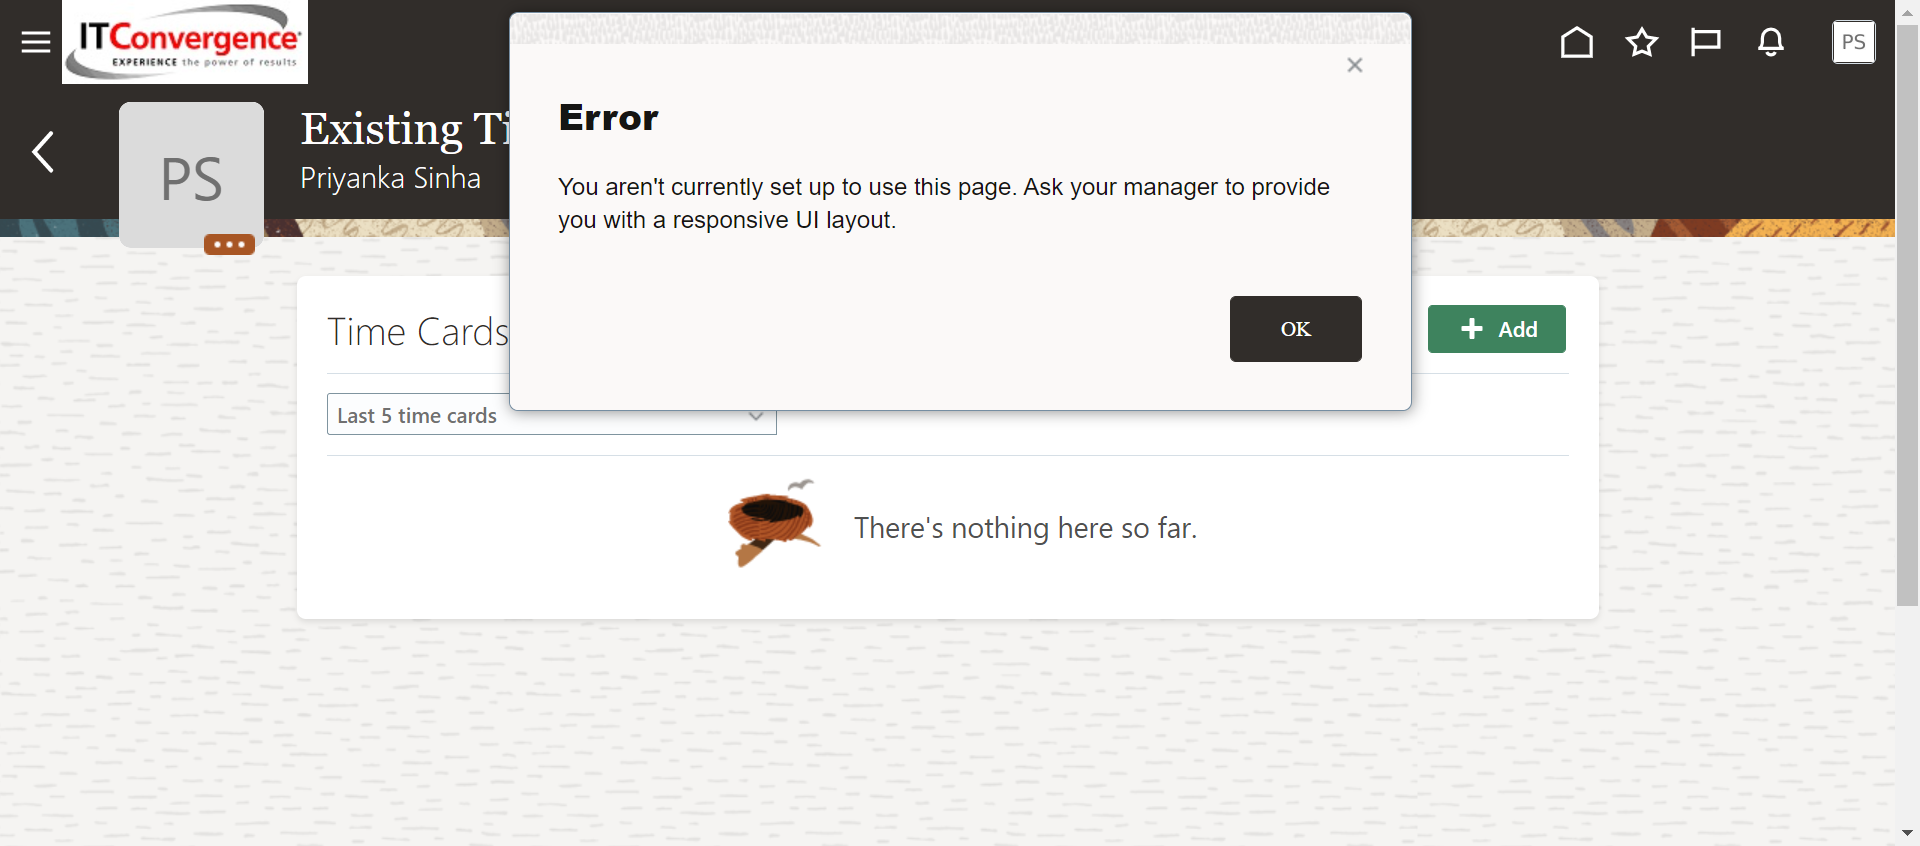 ITConvergence
EXPERIENCE the power of results
PS
Existing Ti
Priyanka Sinha
PS
Error
You aren't currently set up to use this page. Ask your manager to provide
you with a responsive UI layout.
OK
Time Cards
Add
Last 5 time cards
There's nothing here so far.